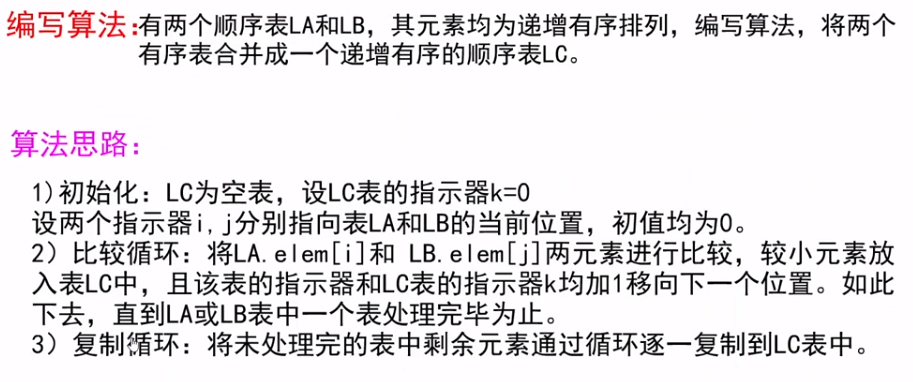 编写算法:有两个顺序表LA和LB，其元素均为递增有序排列，编写算法，将两个
有序表合并成一个递增有序的顺序表LC。
算法思路：
1)初始化：LC为空表，设LC表的指示器k=0
设两个指示器i,j分别指向表LA和LB的当前位置，初值均为0。
2）比较循环：将LA.elem[i]和 LB.elem[j]两元素进行比较，较小元素放
入表LC中，且该表的指示器和LC表的指示器k均加1移向下一个位置。如此
下去，直到LA或LB表中一个表处理完毕为止。
3）复制循环：将未处理完的表中剩余元素通过循环逐一复制到LC表中。